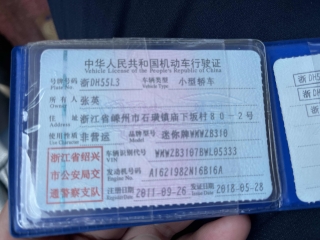 中华人民共和国机动车行驶证
Vehicle License of the People's Republic of China
号牌号码 浙DH5SL3 车辆类型 小型轿车
Plate No. Vehicle Type
所有人 张英
Owner
住址 浙江省嵊州市石璜镇庙下坂村80-2号
Address
使用性质 非营运 品牌型号 迷你牌WMWZB310
Use Character Model
浙江省绍兴 车辆识别代号 WMWZB3107BWL95333
VIN
市公安局交 发动机号码 A162I982N16B16A
Engine No.
通警察支队 注册日期 2011-09-26 发证日期 2018-05-28
Register Date Issue Date